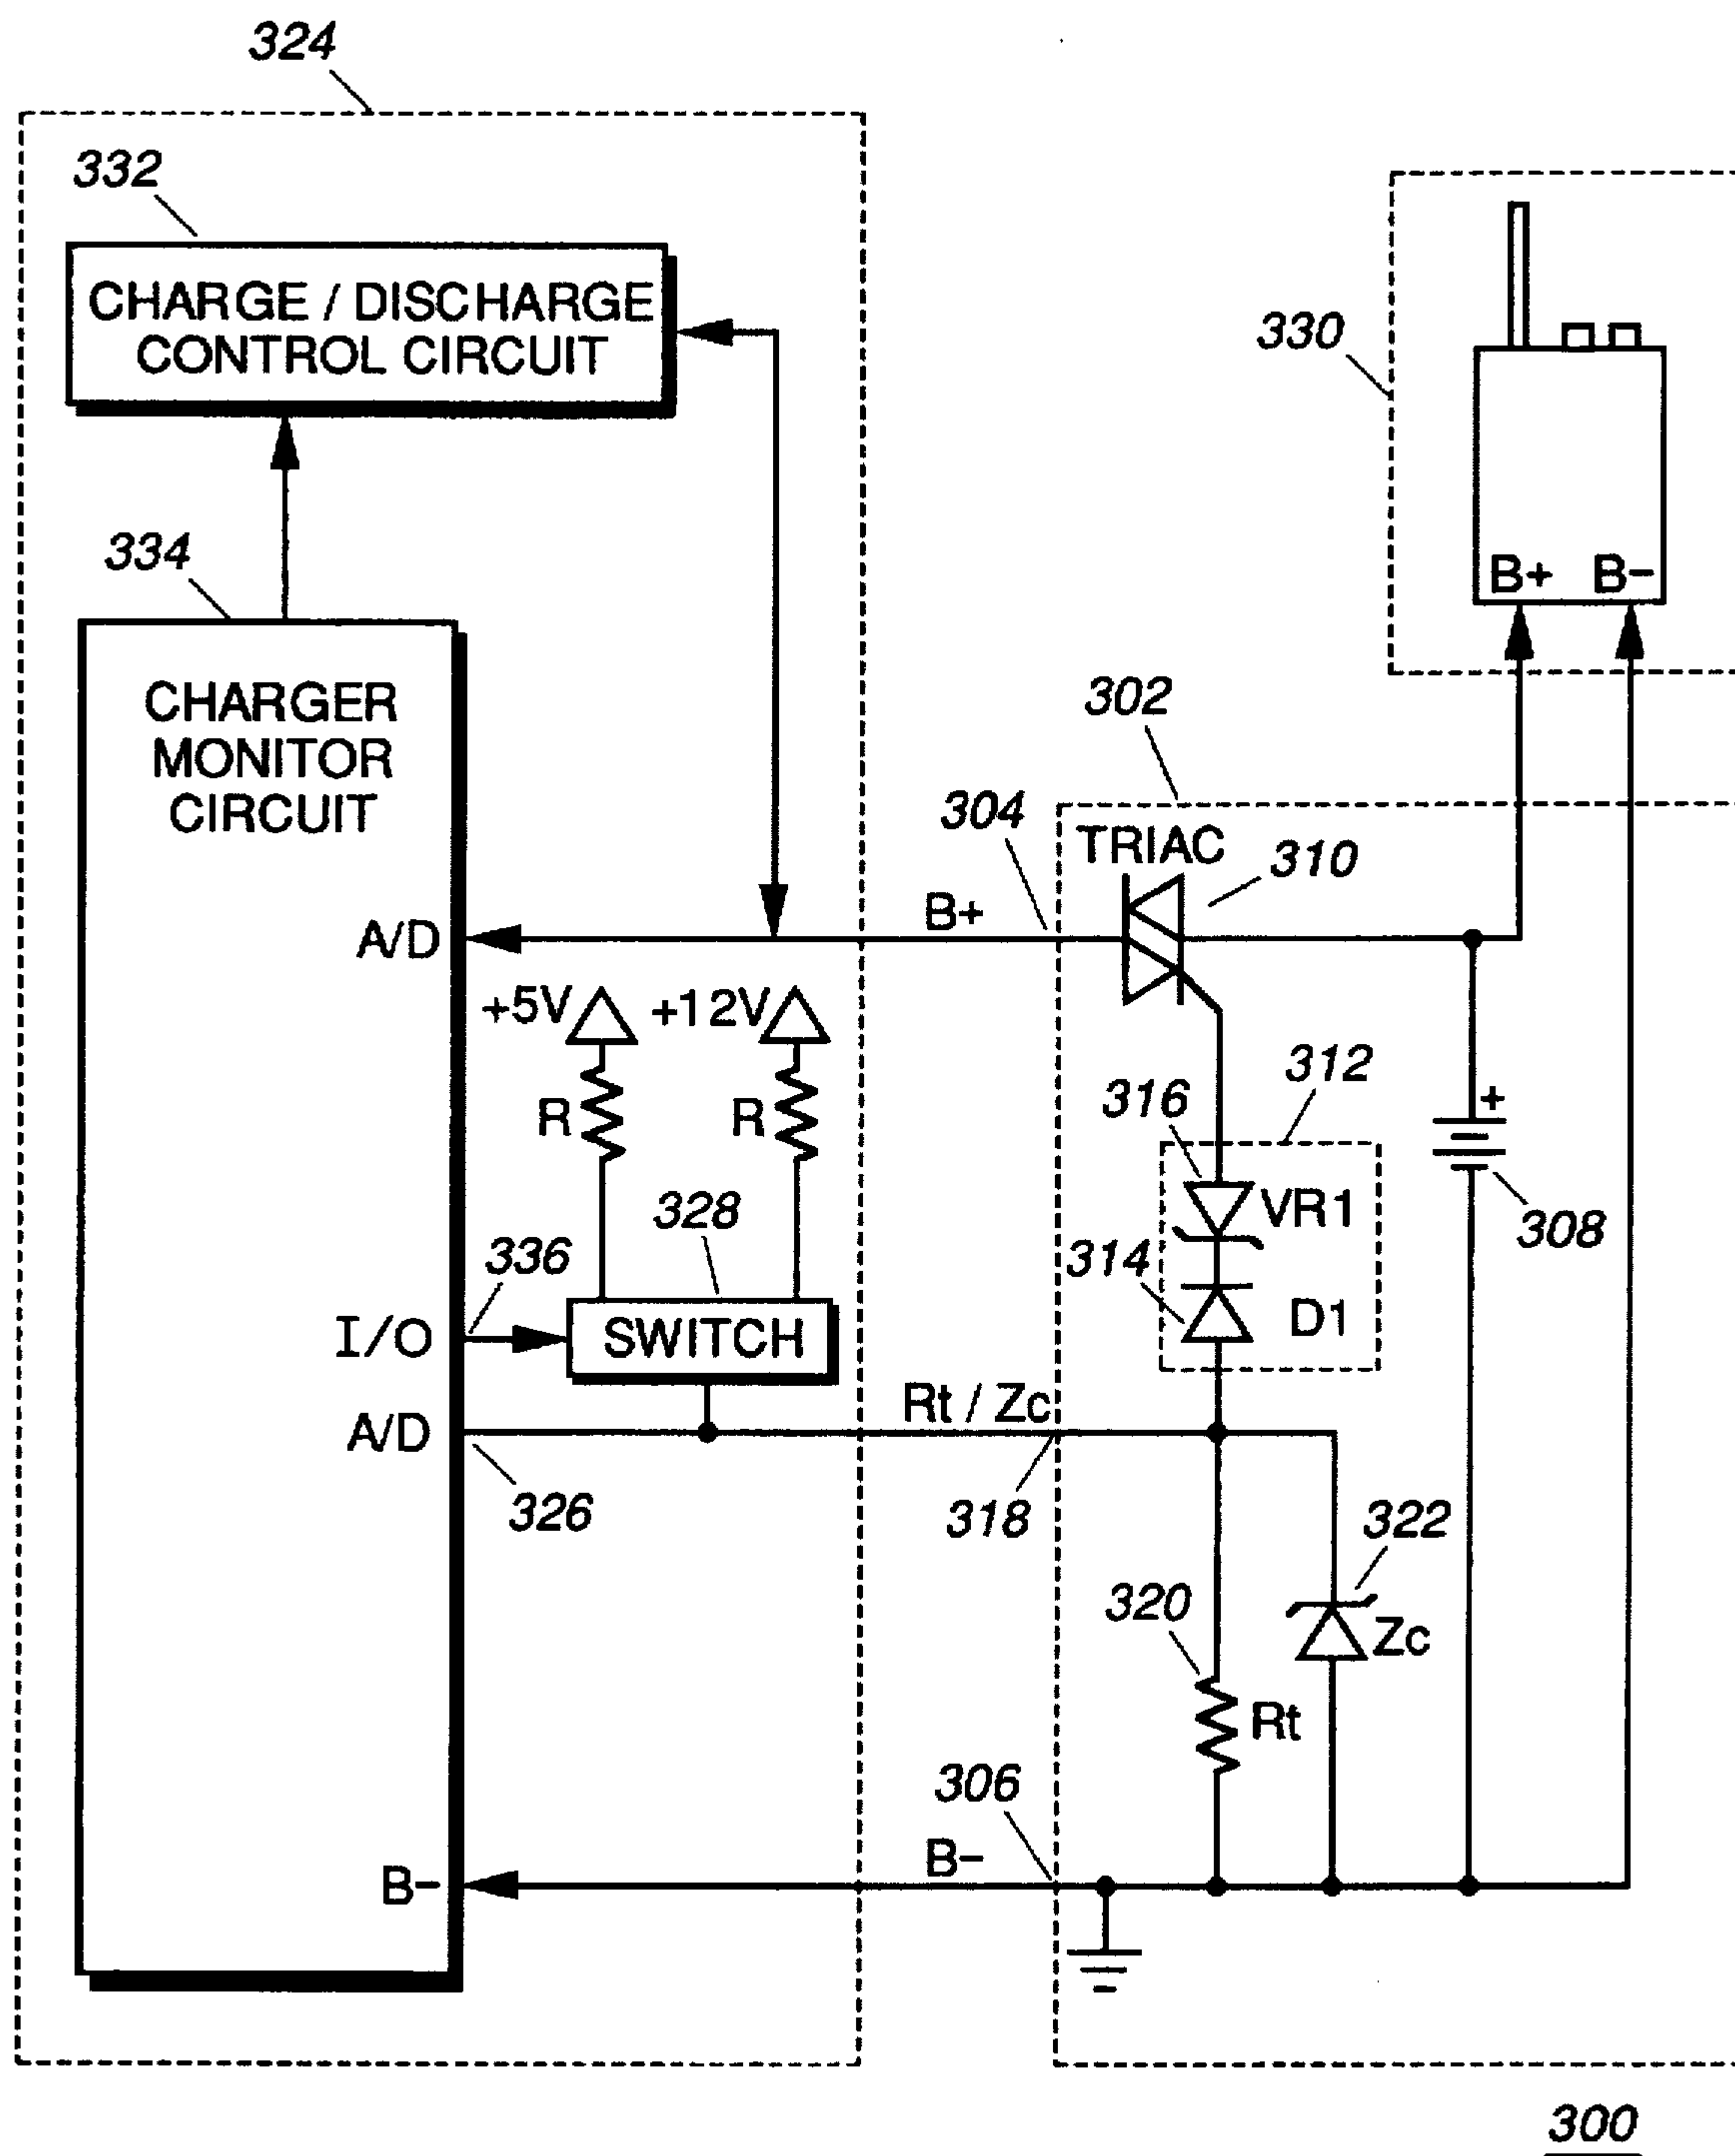 324
332
CHARGE / DISCHARGE
CONTROL CIRCUIT
330
B+ B-
334
CHARGER
MONITOR
CIRCUIT
302
304
TRIAC
310
A/D
B+
+5V
+12V
R
R
312
316
VR1
+
308
328
336
314
D1
I/O
SWITCH
A/D
Rt / Zc
326
318
322
320
Zc
Rt
306
B-
B-
300